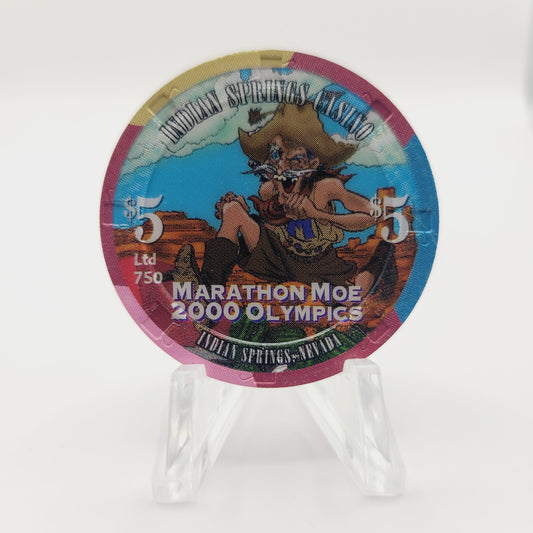 INDIAN SPRINGS CASINO
$5
$5
Ltd
750
M
MARATHON MOE
2000 OLYMPICS
INDIAN SPRINGS, NEVADA